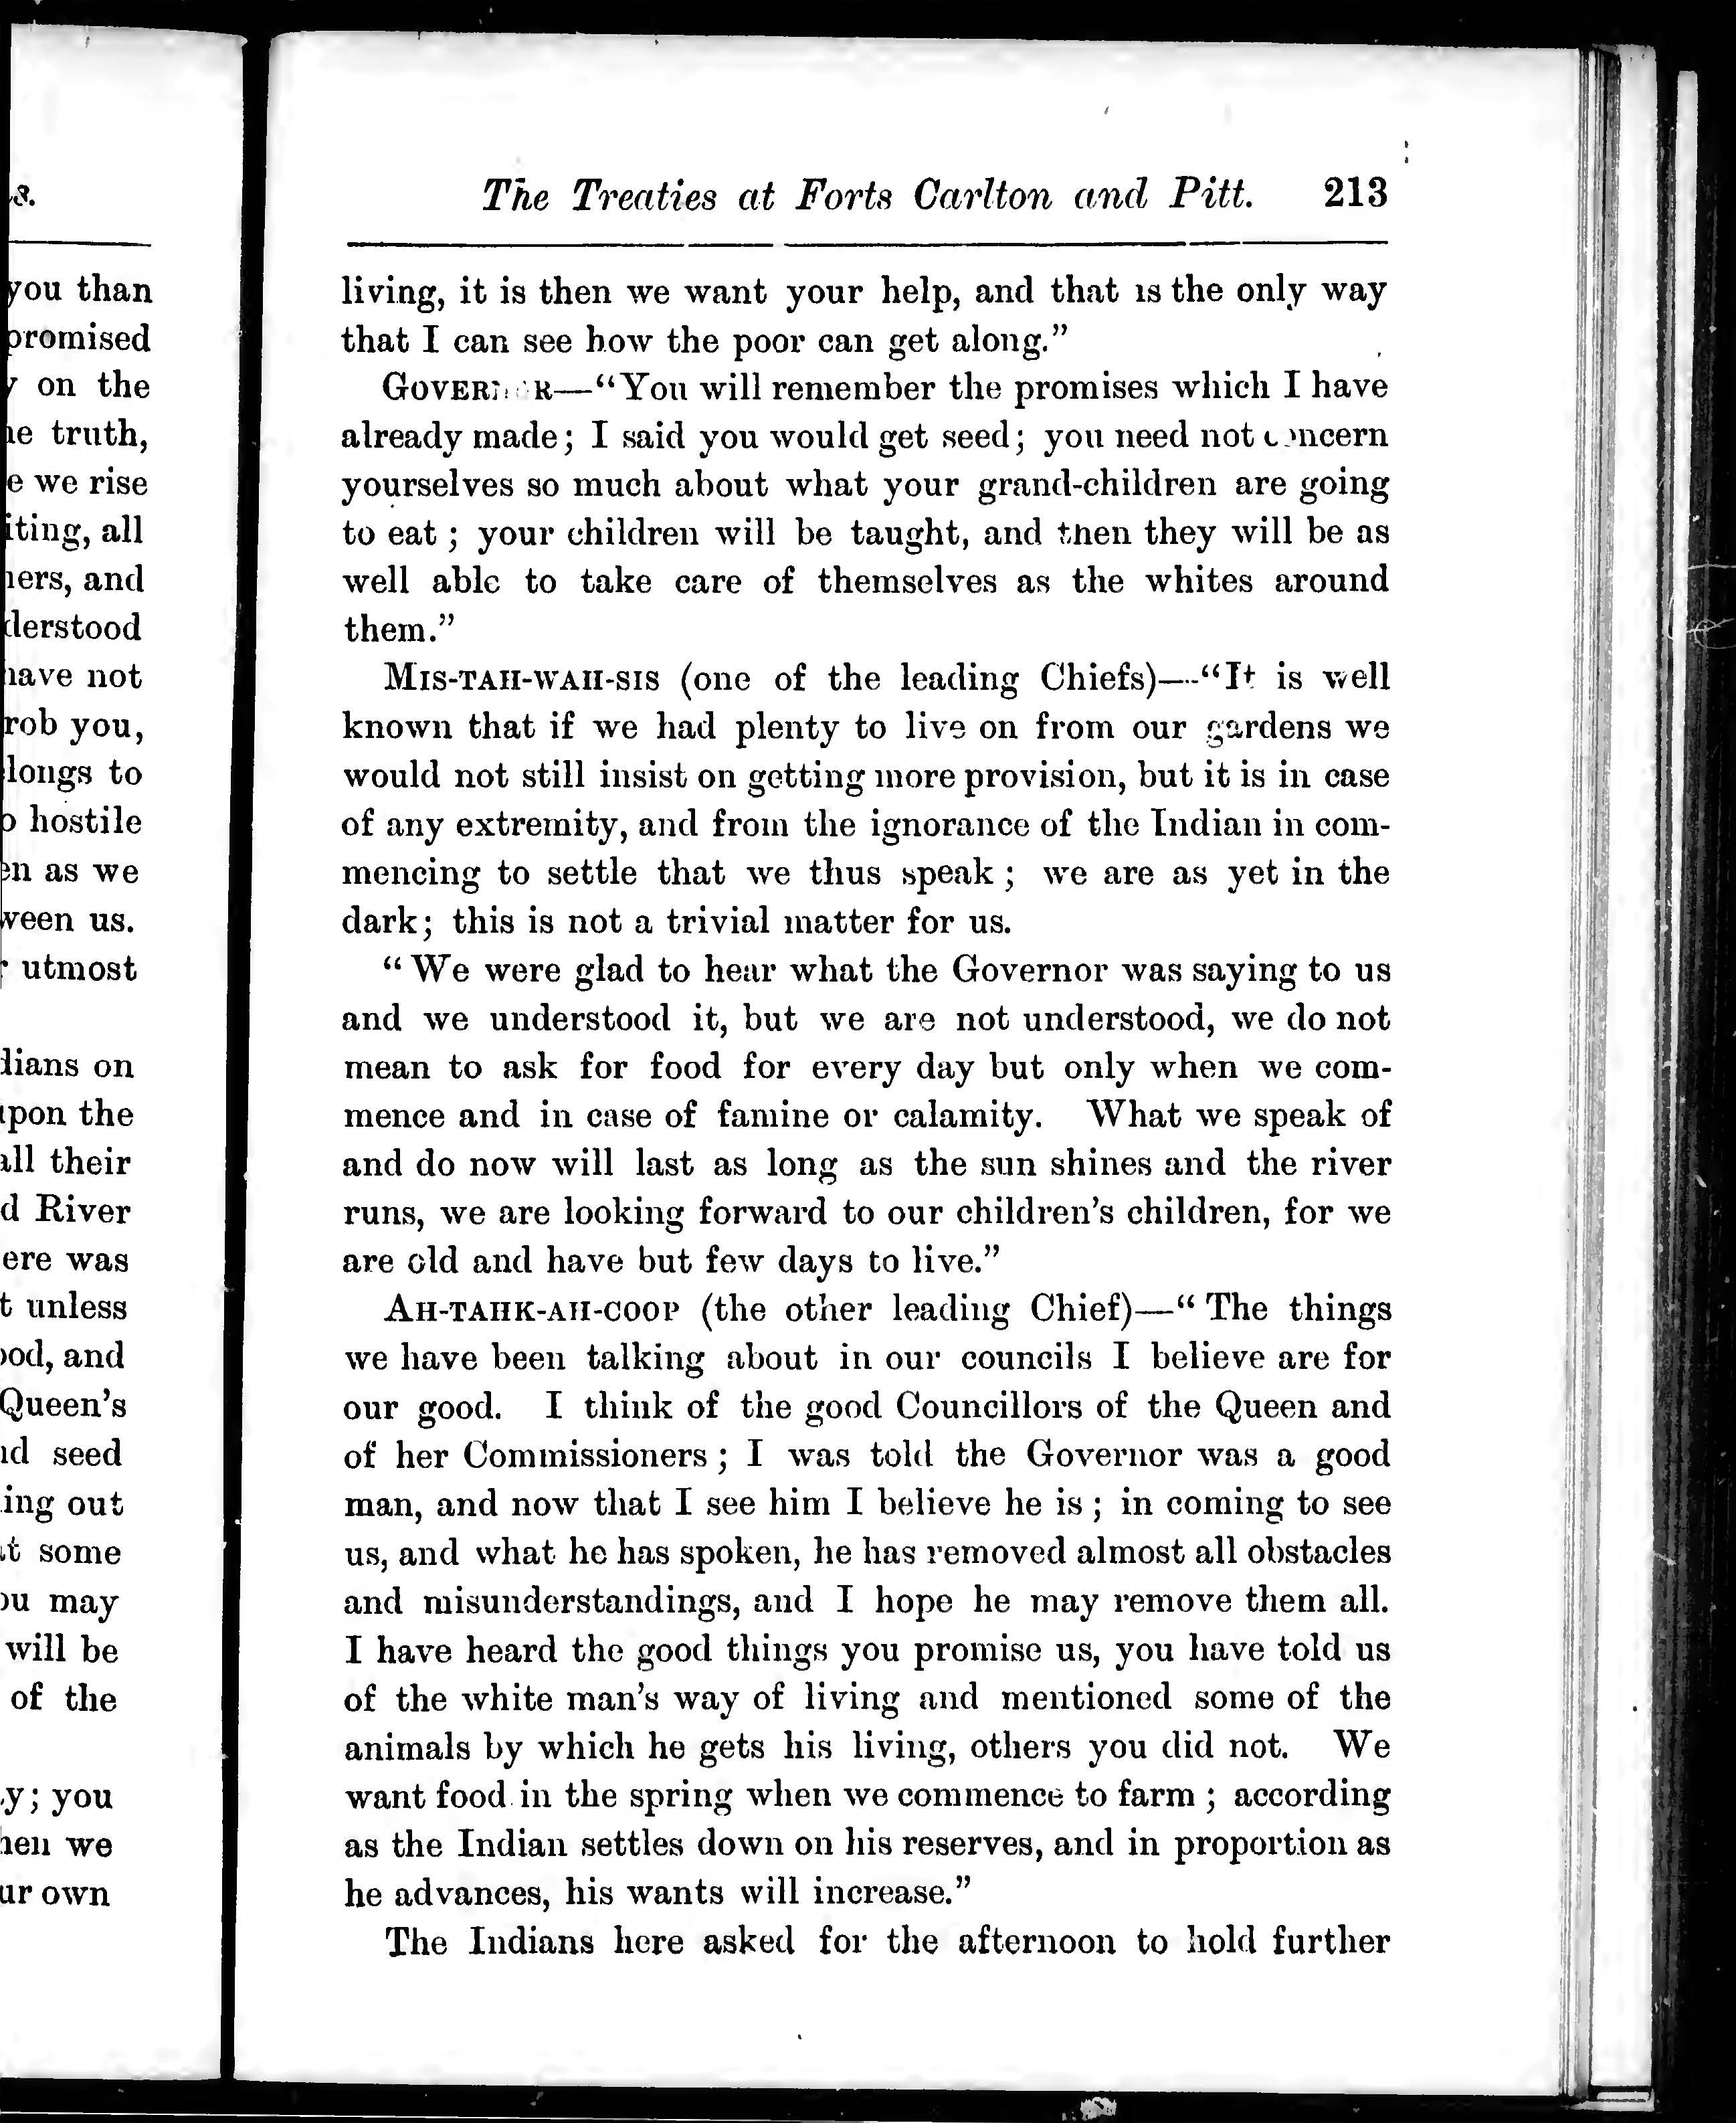 s.
you than
promised
on the
truth,
we rise
all
and
have not
rob you,
to
hostile
as we
us.
utmost
on
the
their
River
was
unless
and
Queen's
seed
out
some
may
will be
of the
you
we
own
The Treaties at Forts Carlton and Pitt. 213
living, it is then we want your help, and that is the only way
that I can see how the poor can get along."
GOVERNOR—"You will remember the promises which I have
already made; I said you would get seed; you need not concern
yourselves so much about what your grand-children are going
to eat; your children will be taught, and then they will be as
well able to take care of themselves as the whites around
them."
MIS-TAH-WAH-SIS (one of the leading Chiefs)—"It is well
known that if we had plenty to live on from our gardens we
would not still insist on getting more provision, but it is in case
of any extremity, and from the ignorance of the Indian in com-
mencing to settle that we thus speak; we are as yet in the
dark; this is not a trivial matter for us.
"We were glad to hear what the Governor was saying to us
and we understood it, but we are not understood, we do not
mean to ask for food for every day but only when we com-
mence and in case of famine or calamity. What we speak of
and do now will last as long as the sun shines and the river
runs, we are looking forward to our children's children, for we
are old and have but few days to live."
AH-TAHK-AH-COOP (the other leading Chief)—"The things
we have been talking about in our councils I believe are for
our good. I think of the good Councillors of the Queen and
of her Commissioners; I was told the Governor was a good
man, and now that I see him I believe he is; in coming to see
us, and what he has spoken, he has removed almost all obstacles
and misunderstandings, and I hope he may remove them all.
I have heard the good things you promise us, you have told us
of the white man's way of living and mentioned some of the
animals by which he gets his living, others you did not. We
want food in the spring when we commence to farm; according
as the Indian settles down on his reserves, and in proportion as
he advances, his wants will increase."
The Indians here asked for the afternoon to hold further